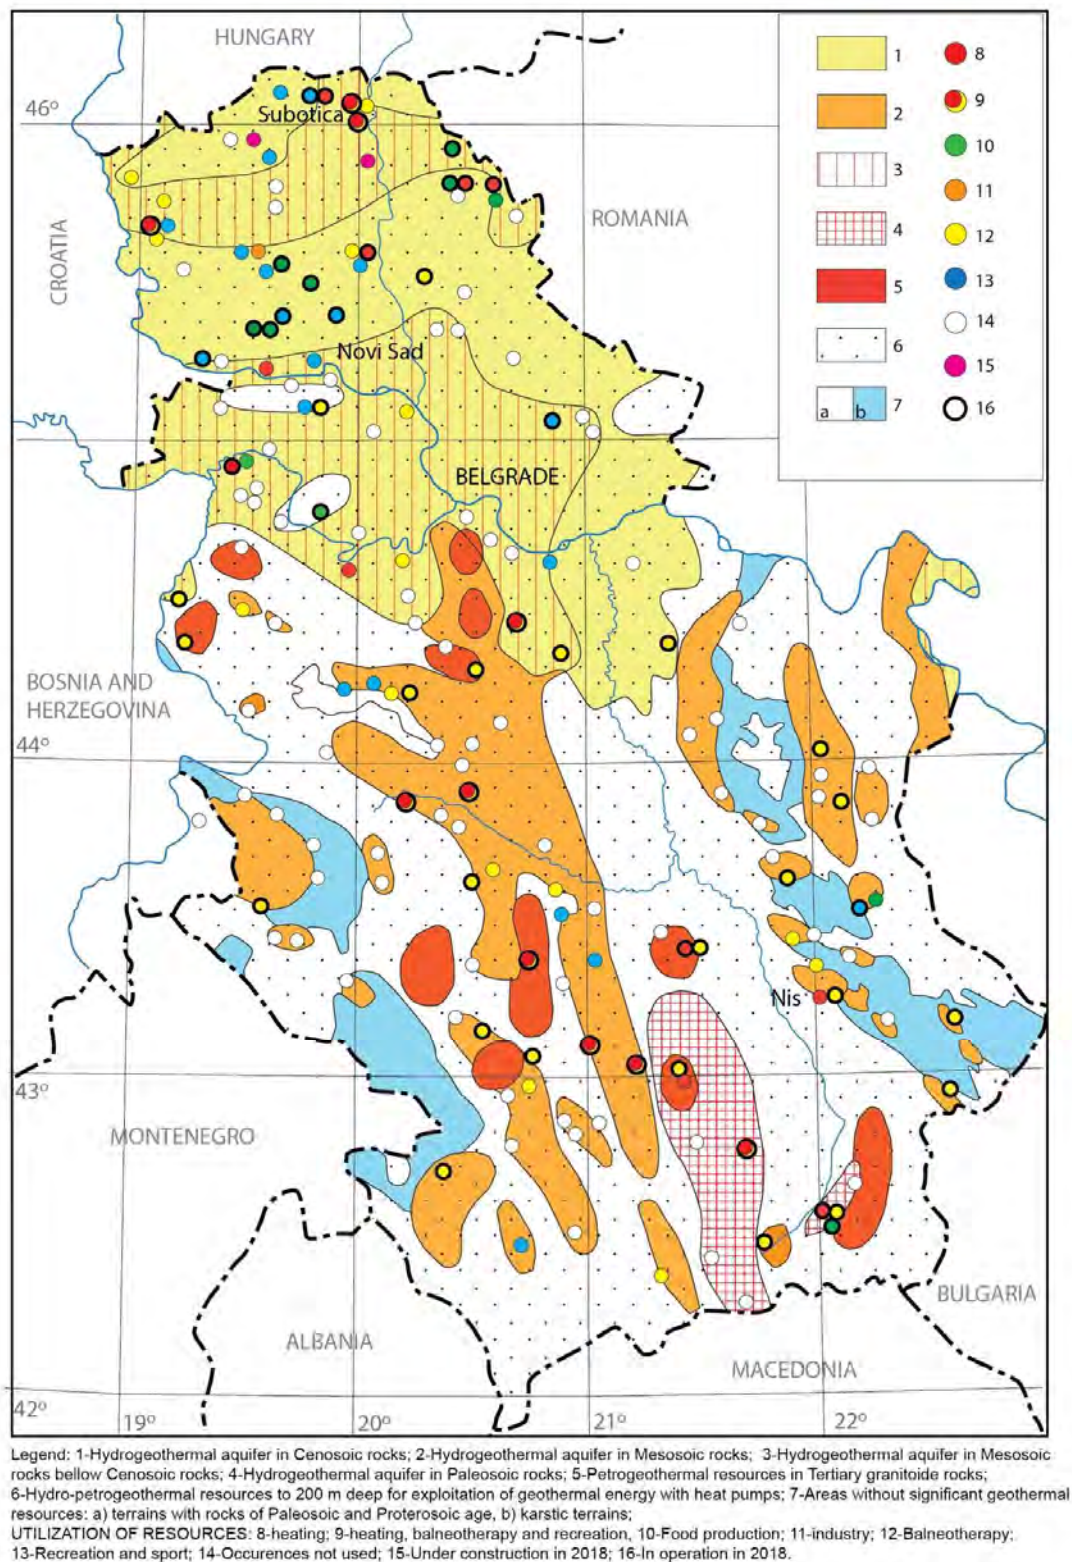 HUNGARY
46°
Subotica
ROMANIA
CROATIA
Novi Sad
BELGRADE
BOSNIA AND
HERZEGOVINA
44°
Nis
43°
MONTENEGRO
BULGARIA
ALBANIA
MACEDONIA
42°
19°
20°
21°
22°
1
2
3
4
5
6
a b 7
8
9
10
11
12
13
14
15
16
Legend: 1-Hydrogeothermal aquifer in Cenosoic rocks; 2-Hydrogeothermal aquifer in Mesosoic rocks; 3-Hydrogeothermal aquifer in Mesosoic
rocks bellow Cenosoic rocks; 4-Hydrogeothermal aquifer in Paleosoic rocks; 5-Petrogeothermal resources in Tertiary granitoide rocks;
6-Hydro-petrogeothermal resources to 200 m deep for exploitation of geothermal energy with heat pumps; 7-Areas without significant geothermal
resources: a) terrains with rocks of Paleosoic and Proterosoic age, b) karstic terrains;
UTILIZATION OF RESOURCES: 8-heating; 9-heating, balneotherapy and recreation, 10-Food production; 11-industry; 12-Balneotherapy;
13-Recreation and sport; 14-Occurences not used; 15-Under construction in 2018; 16-In operation in 2018.